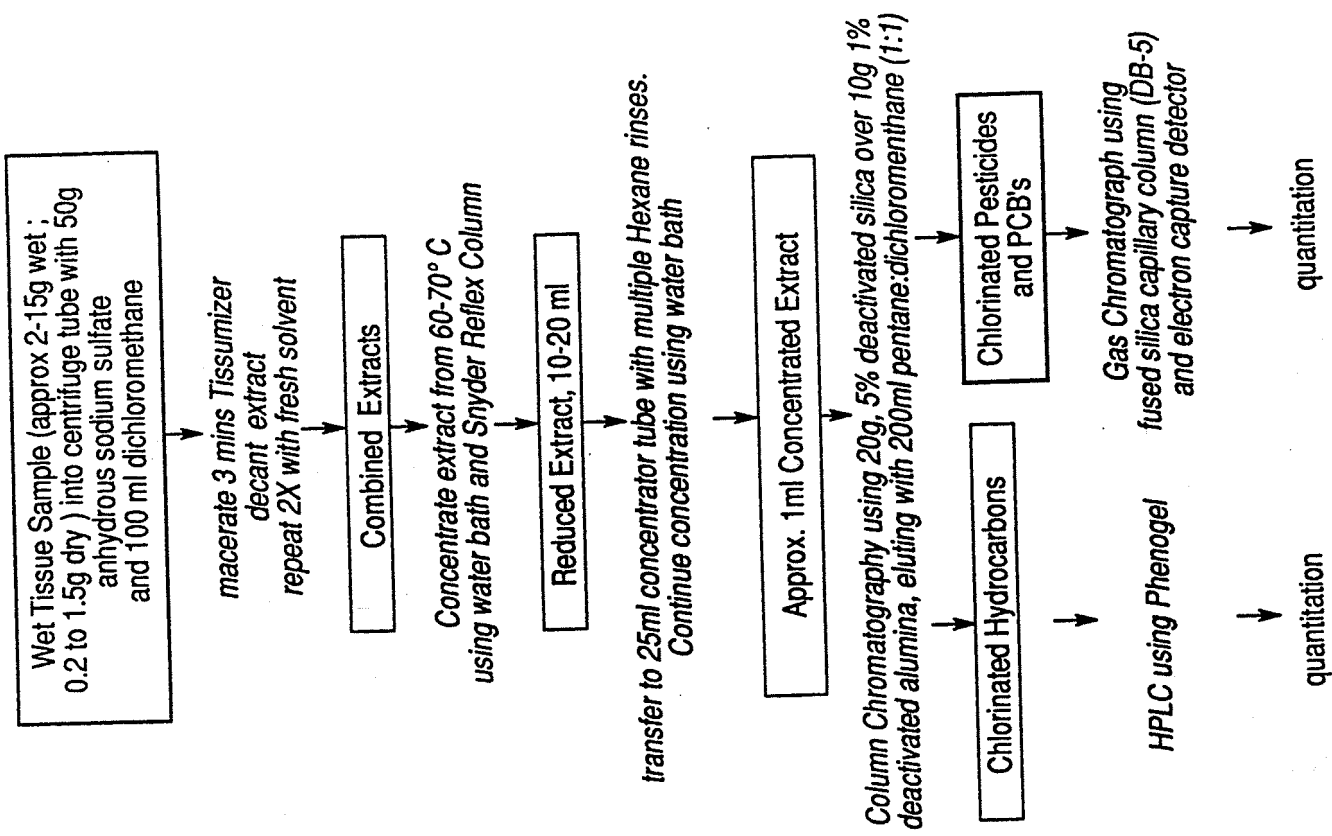 Wet Tissue Sample (approx 2-15g wet ;
0.2 to 1.5g dry ) into centrifuge tube with 50g
anhydrous sodium sulfate
and 100 ml dichloromethane
macerate 3 mins Tissumizer
decant extract
repeat 2X with fresh solvent
Combined Extracts
Concentrate extract from 60-70° C
using water bath and Snyder Reflex Column
Reduced Extract, 10-20 ml
transfer to 25ml concentrator tube with multiple Hexane rinses.
Continue concentration using water bath
Approx. 1ml Concentrated Extract
Column Chromatography using 20g, 5% deactivated silica over 10g 1%
deactivated alumina, eluting with 200ml pentane:dichloromenthane (1:1)
Chlorinated Hydrocarbons
HPLC using Phenogel
quantitation
Chlorinated Pesticides
and PCB's
Gas Chromatograph using
fused silica capillary column (DB-5)
and electron capture detector
quantitation